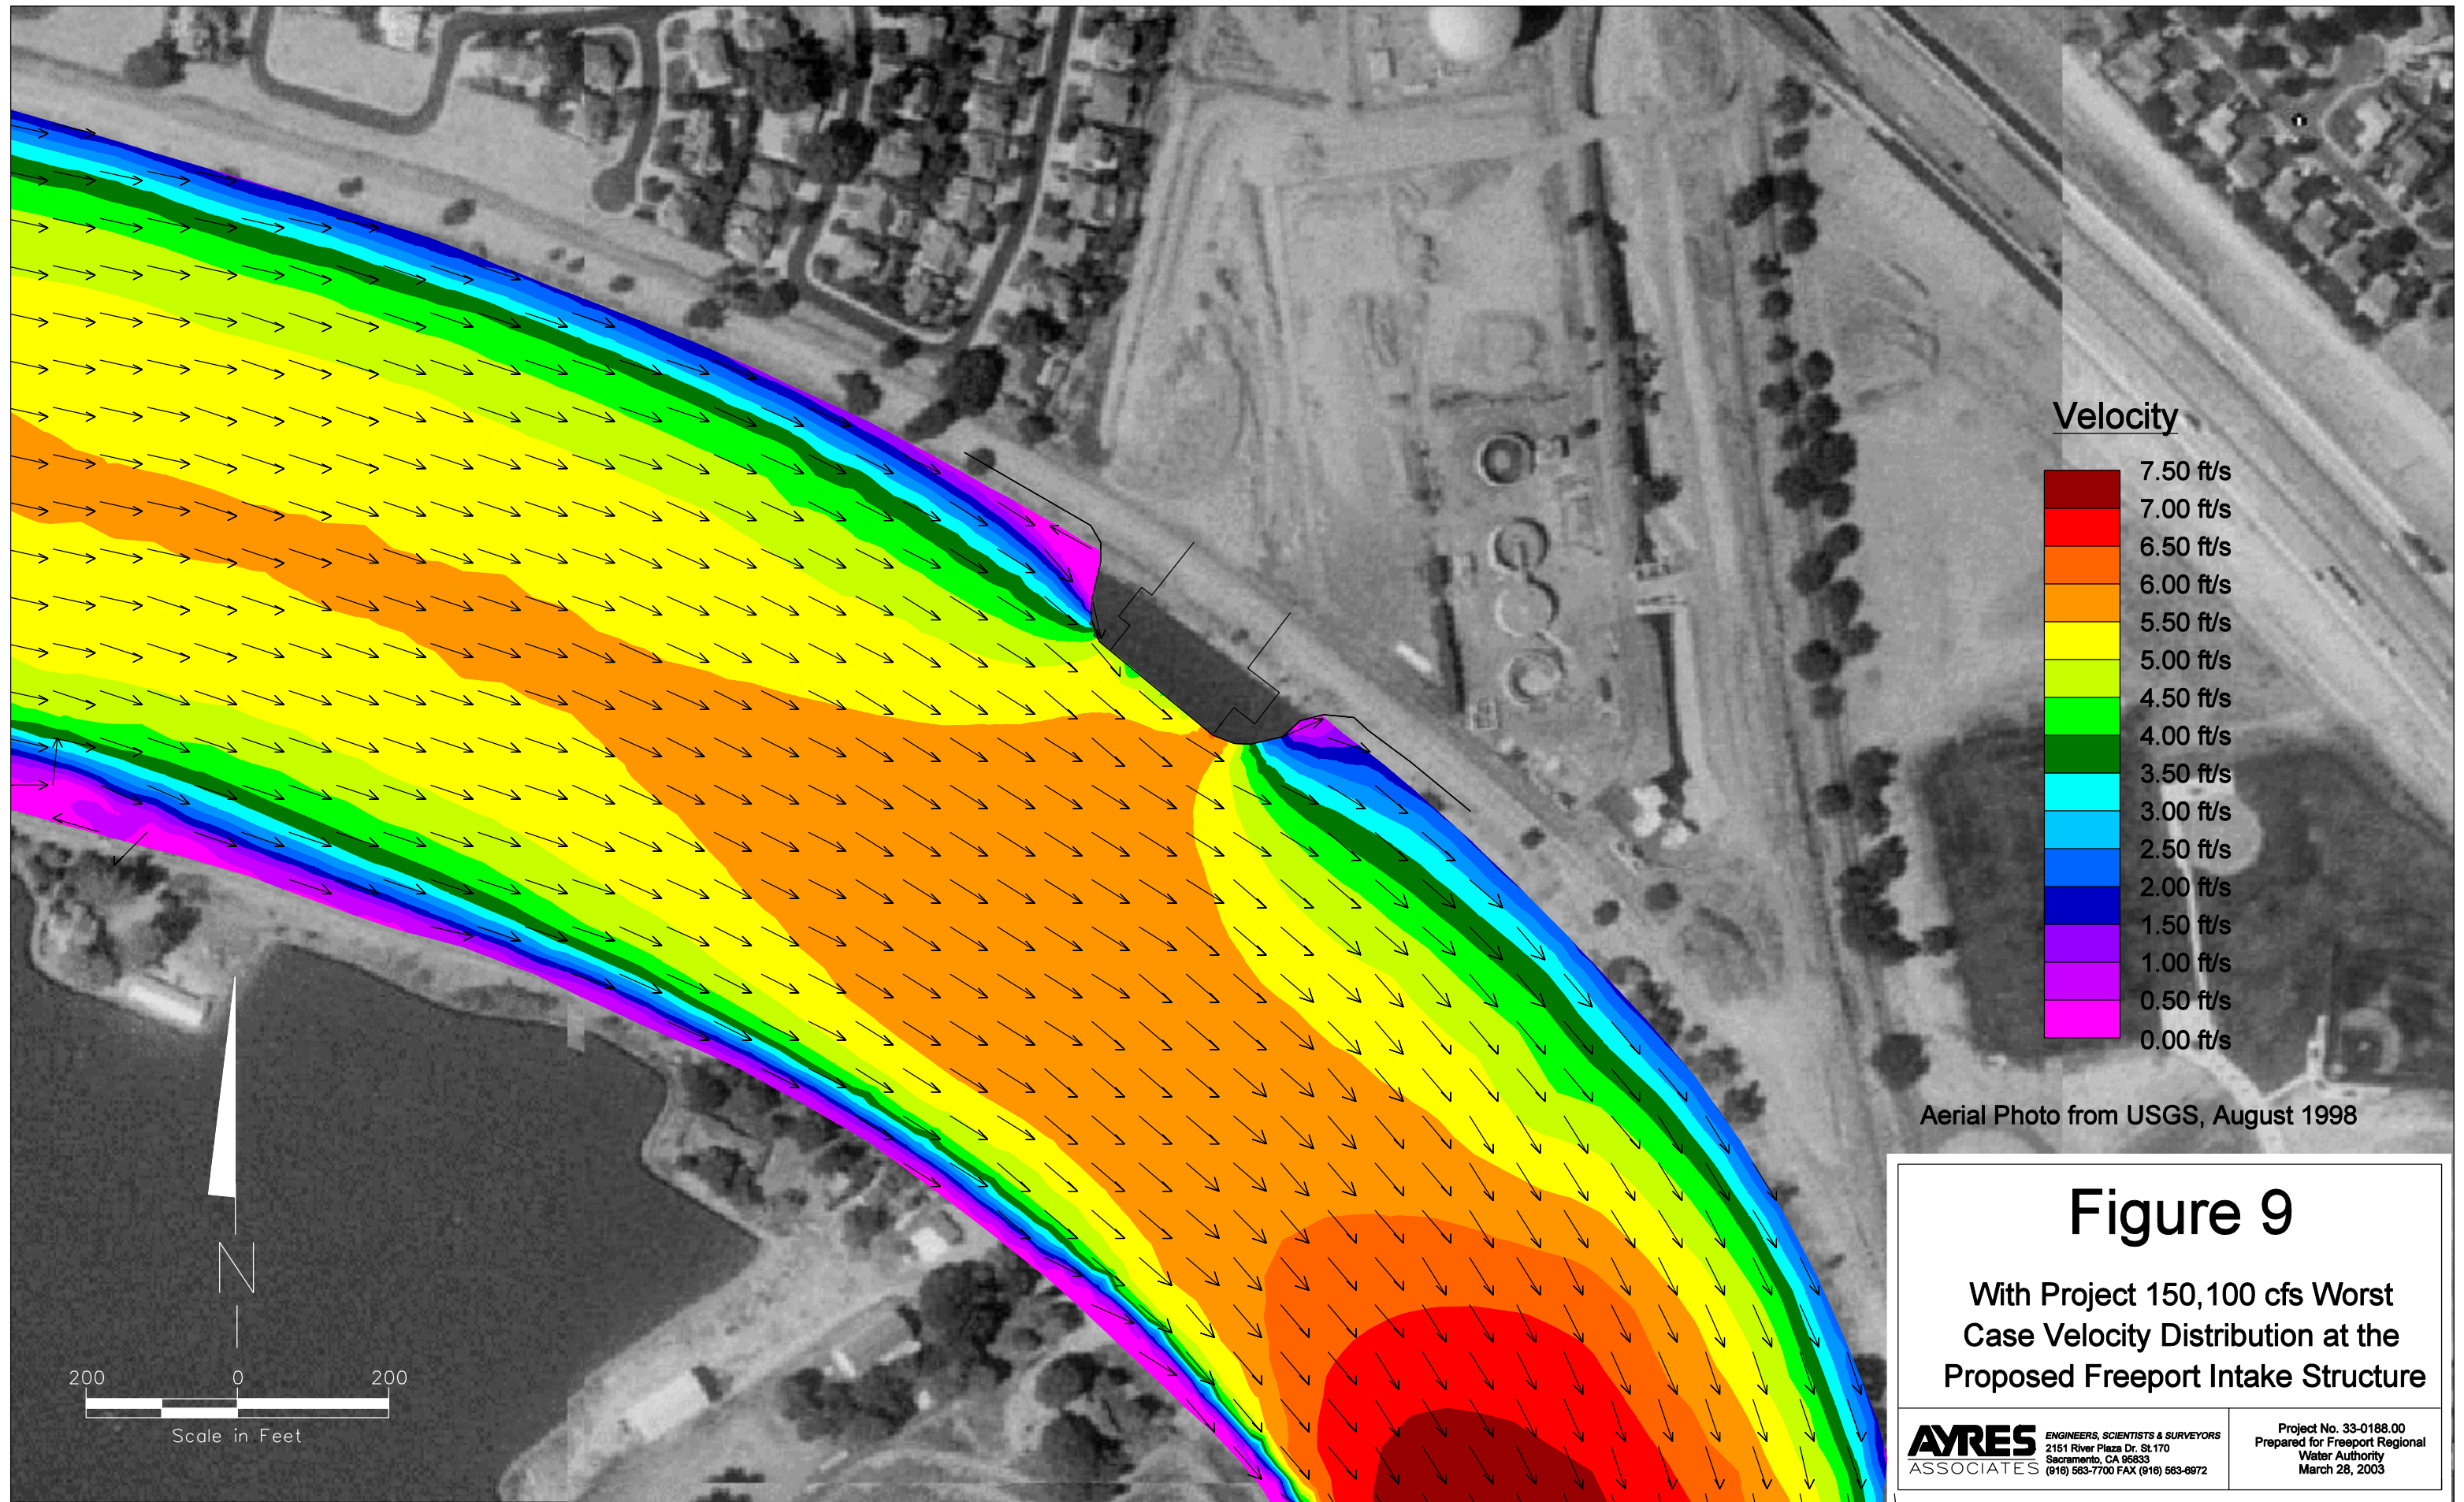 Velocity
7.50 ft/s
7.00 ft/s
6.50 ft/s
6.00 ft/s
5.50 ft/s
5.00 ft/s
4.50 ft/s
4.00 ft/s
3.50 ft/s
3.00 ft/s
2.50 ft/s
2.00 ft/s
1.50 ft/s
1.00 ft/s
0.50 ft/s
0.00 ft/s
Aerial Photo from USGS, August 1998
N
200 0 200
Scale in Feet
Figure 9
With Project 150,100 cfs Worst
Case Velocity Distribution at the
Proposed Freeport Intake Structure
AYRES
ASSOCIATES
ENGINEERS, SCIENTISTS & SURVEYORS
2151 River Plaza Dr. St.170
Sacramento, CA 95833
(916) 563-7700 FAX (916) 563-6972
Project No. 33-0188.00
Prepared for Freeport Regional
Water Authority
March 28, 2003